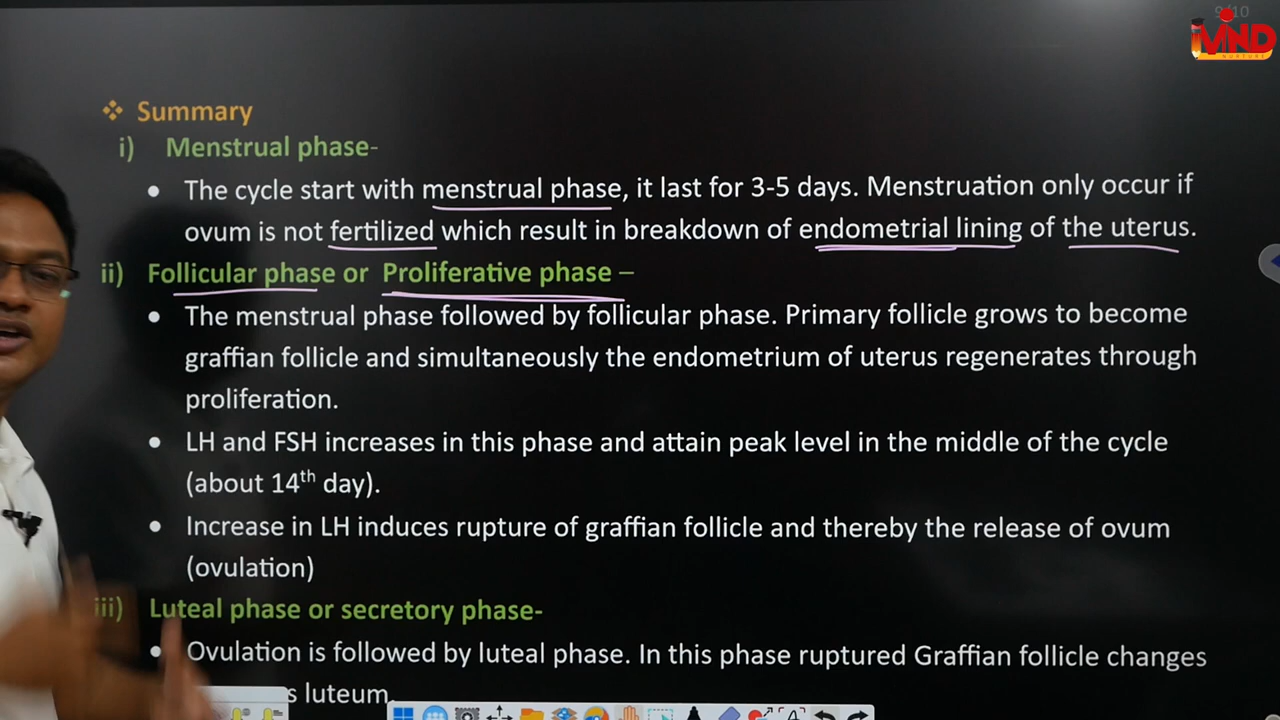 9/10
MIND
NURTURE
❖ Summary
i) Menstrual phase-
• The cycle start with menstrual phase, it last for 3-5 days. Menstruation only occur if
ovum is not fertilized which result in breakdown of endometrial lining of the uterus.
ii) Follicular phase or Proliferative phase –
• The menstrual phase followed by follicular phase. Primary follicle grows to become
graffian follicle and simultaneously the endometrium of uterus regenerates through
proliferation.
• LH and FSH increases in this phase and attain peak level in the middle of the cycle
(about 14th day).
• Increase in LH induces rupture of graffian follicle and thereby the release of ovum
(ovulation)
iii) Luteal phase or secretory phase-
• Ovulation is followed by luteal phase. In this phase ruptured Graffian follicle changes
s luteum.